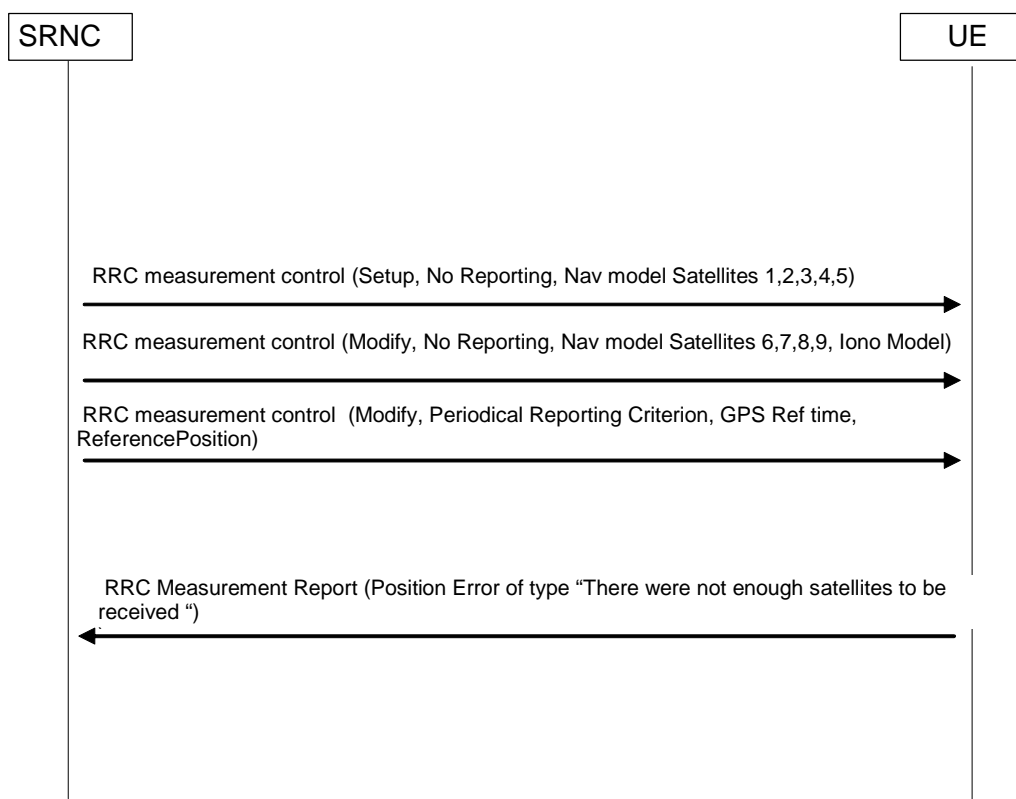 SRNC
UE
RRC measurement control (Setup, No Reporting, Nav model Satellites 1,2,3,4,5)
RRC measurement control (Modify, No Reporting, Nav model Satellites 6,7,8,9, Iono Model)
RRC measurement control (Modify, Periodical Reporting Criterion, GPS Ref time,
ReferencePosition)
RRC Measurement Report (Position Error of type “There were not enough satellites to be
received “)